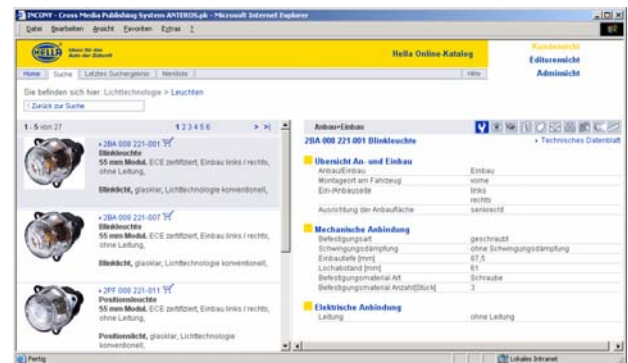 INCONY - Cross Media Publishing System ANTEROS.pk - Microsoft Internet Explorer
Datei Bearbeiten Ansicht Favoriten Extras ?
HELLA
Ideen für das
Auto der Zukunft
Hella Online-Katalog
Kundensicht
Editorensicht
Adminsicht
Home Suche Letztes Suchergebnis Merkliste
Hilfe
Sie befinden sich hier: Lichttechnologie > Leuchten
Zurück zur Suche
1 - 5 von 27
1 2 3 4 5 6 > >|
2BA 008 221-001
Blinkleuchte
55 mm Modul, ECE zertifiziert, Einbau links / rechts,
ohne Leitung,
Blinklicht, glasklar, Lichttechnologie konventionell,
2BA 008 221-007
Blinkleuchte
55 mm Modul, ECE zertifiziert, Einbau links / rechts,
ohne Leitung,
Blinklicht, glasklar, Lichttechnologie konventionell,
2PF 008 221-011
Positionsleuchte
55 mm Modul, ECE zertifiziert, Einbau links / rechts,
ohne Leitung,
Positionslicht, glasklar, Lichttechnologie
konventionell,
Anbau+Einbau
2BA 008 221-001 Blinkleuchte
Technisches Datenblatt
Übersicht An- und Einbau
Anbau/Einbau Einbau
Montageort am Fahrzeug vorne
Ein-/Anbauseite links
rechts
Ausrichtung der Anbaufläche senkrecht
Mechanische Anbindung
Befestigungsart geschraubt
Schwingungsdämpfung ohne Schwingungsdämpfung
Einbautiefe [mm] 87,5
Lochabstand [mm] 61
Befestigungsmaterial Art Schraube
Befestigungsmaterial Anzahl[Stück] 3
Elektrische Anbindung
Leitung ohne Leitung
Fertig
Lokales Intranet